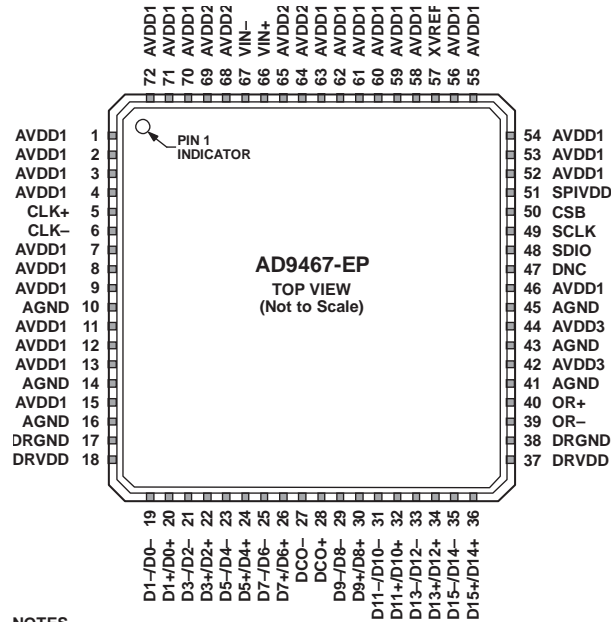 72 AVDD1
71 AVDD1
70 AVDD1
69 AVDD2
68 AVDD2
67 VIN–
66 VIN+
65 AVDD2
64 AVDD2
63 AVDD1
62 AVDD1
61 AVDD1
60 AVDD1
59 AVDD1
58 AVDD1
57 XVREF
56 AVDD1
55 AVDD1
AVDD1 1
AVDD1 2
AVDD1 3
AVDD1 4
CLK+ 5
CLK– 6
AVDD1 7
AVDD1 8
AVDD1 9
AGND 10
AVDD1 11
AVDD1 12
AVDD1 13
AGND 14
AVDD1 15
AGND 16
DRGND 17
DRVDD 18
PIN 1
INDICATOR
AD9467-EP
TOP VIEW
(Not to Scale)
54 AVDD1
53 AVDD1
52 AVDD1
51 SPIVDD
50 CSB
49 SCLK
48 SDIO
47 DNC
46 AVDD1
45 AGND
44 AVDD3
43 AGND
42 AVDD3
41 AGND
40 OR+
39 OR–
38 DRGND
37 DRVDD
D1–/D0– 19
D1+/D0+ 20
D3–/D2– 21
D3+/D2+ 22
D5–/D4– 23
D5+/D4+ 24
D7–/D6– 25
D7+/D6+ 26
DCO– 27
DCO+ 28
D9–/D8– 29
D9+/D8+ 30
D11–/D10– 31
D11+/D10+ 32
D13–/D12– 33
D13+/D12+ 34
D15–/D14– 35
D15+/D14+ 36
NOTES